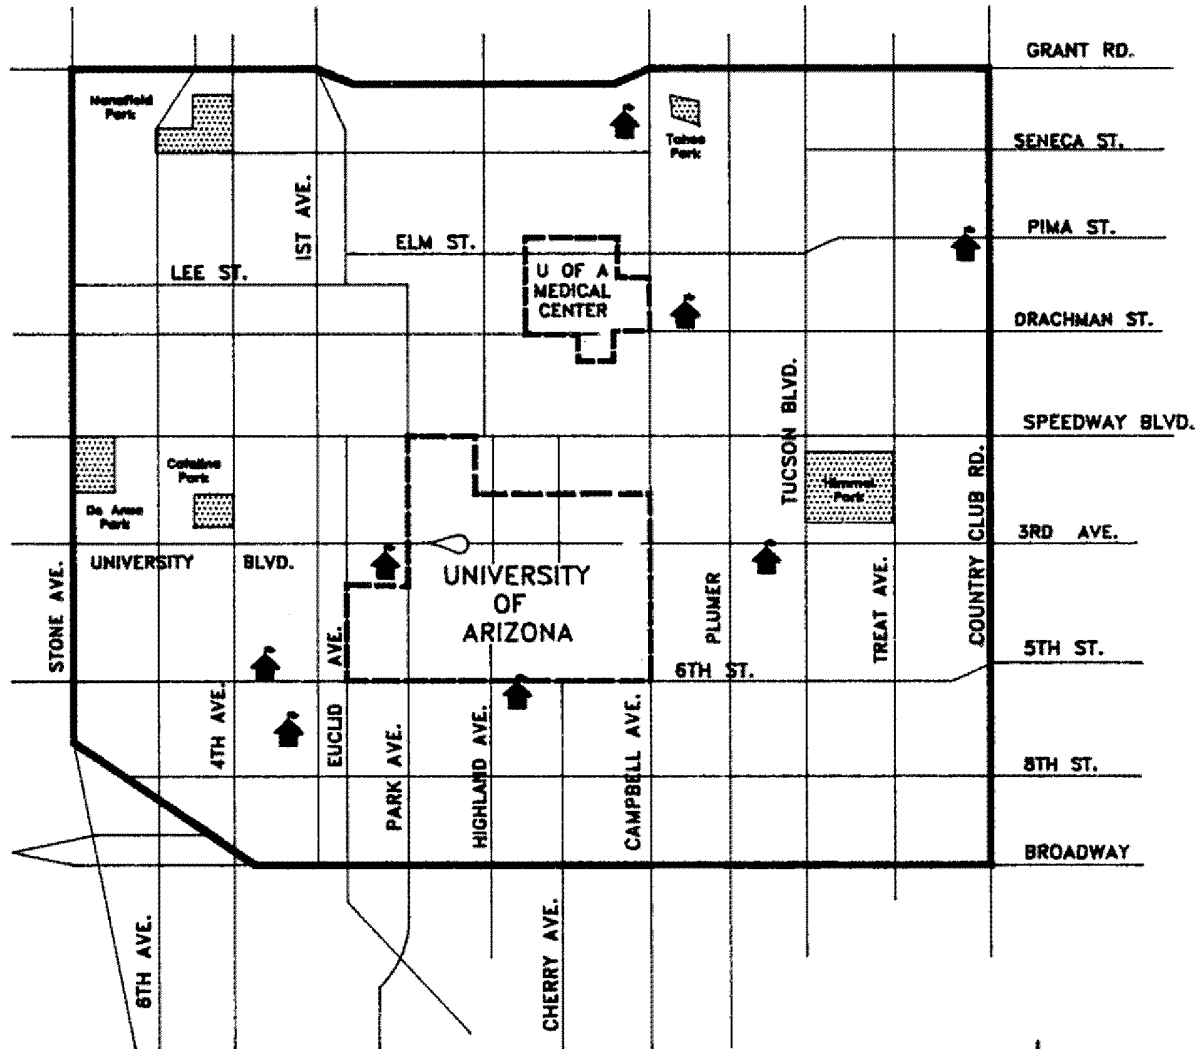 GRANT RD.
Mansfield
Park
Tahoe
Park
SENECA ST.
1ST AVE.
PIMA ST.
ELM ST.
LEE ST.
U OF A
MEDICAL
CENTER
DRACHMAN ST.
TUCSON BLVD.
SPEEDWAY BLVD.
Catalina
Park
Himmel
Park
De Anza
Park
COUNTRY CLUB RD.
3RD AVE.
UNIVERSITY BLVD.
STONE AVE.
UNIVERSITY
OF
ARIZONA
PLUMER
TREAT AVE.
5TH ST.
6TH ST.
4TH AVE.
EUCLID AVE.
PARK AVE.
HIGHLAND AVE.
CAMPBELL AVE.
8TH ST.
BROADWAY
6TH AVE.
CHERRY AVE.